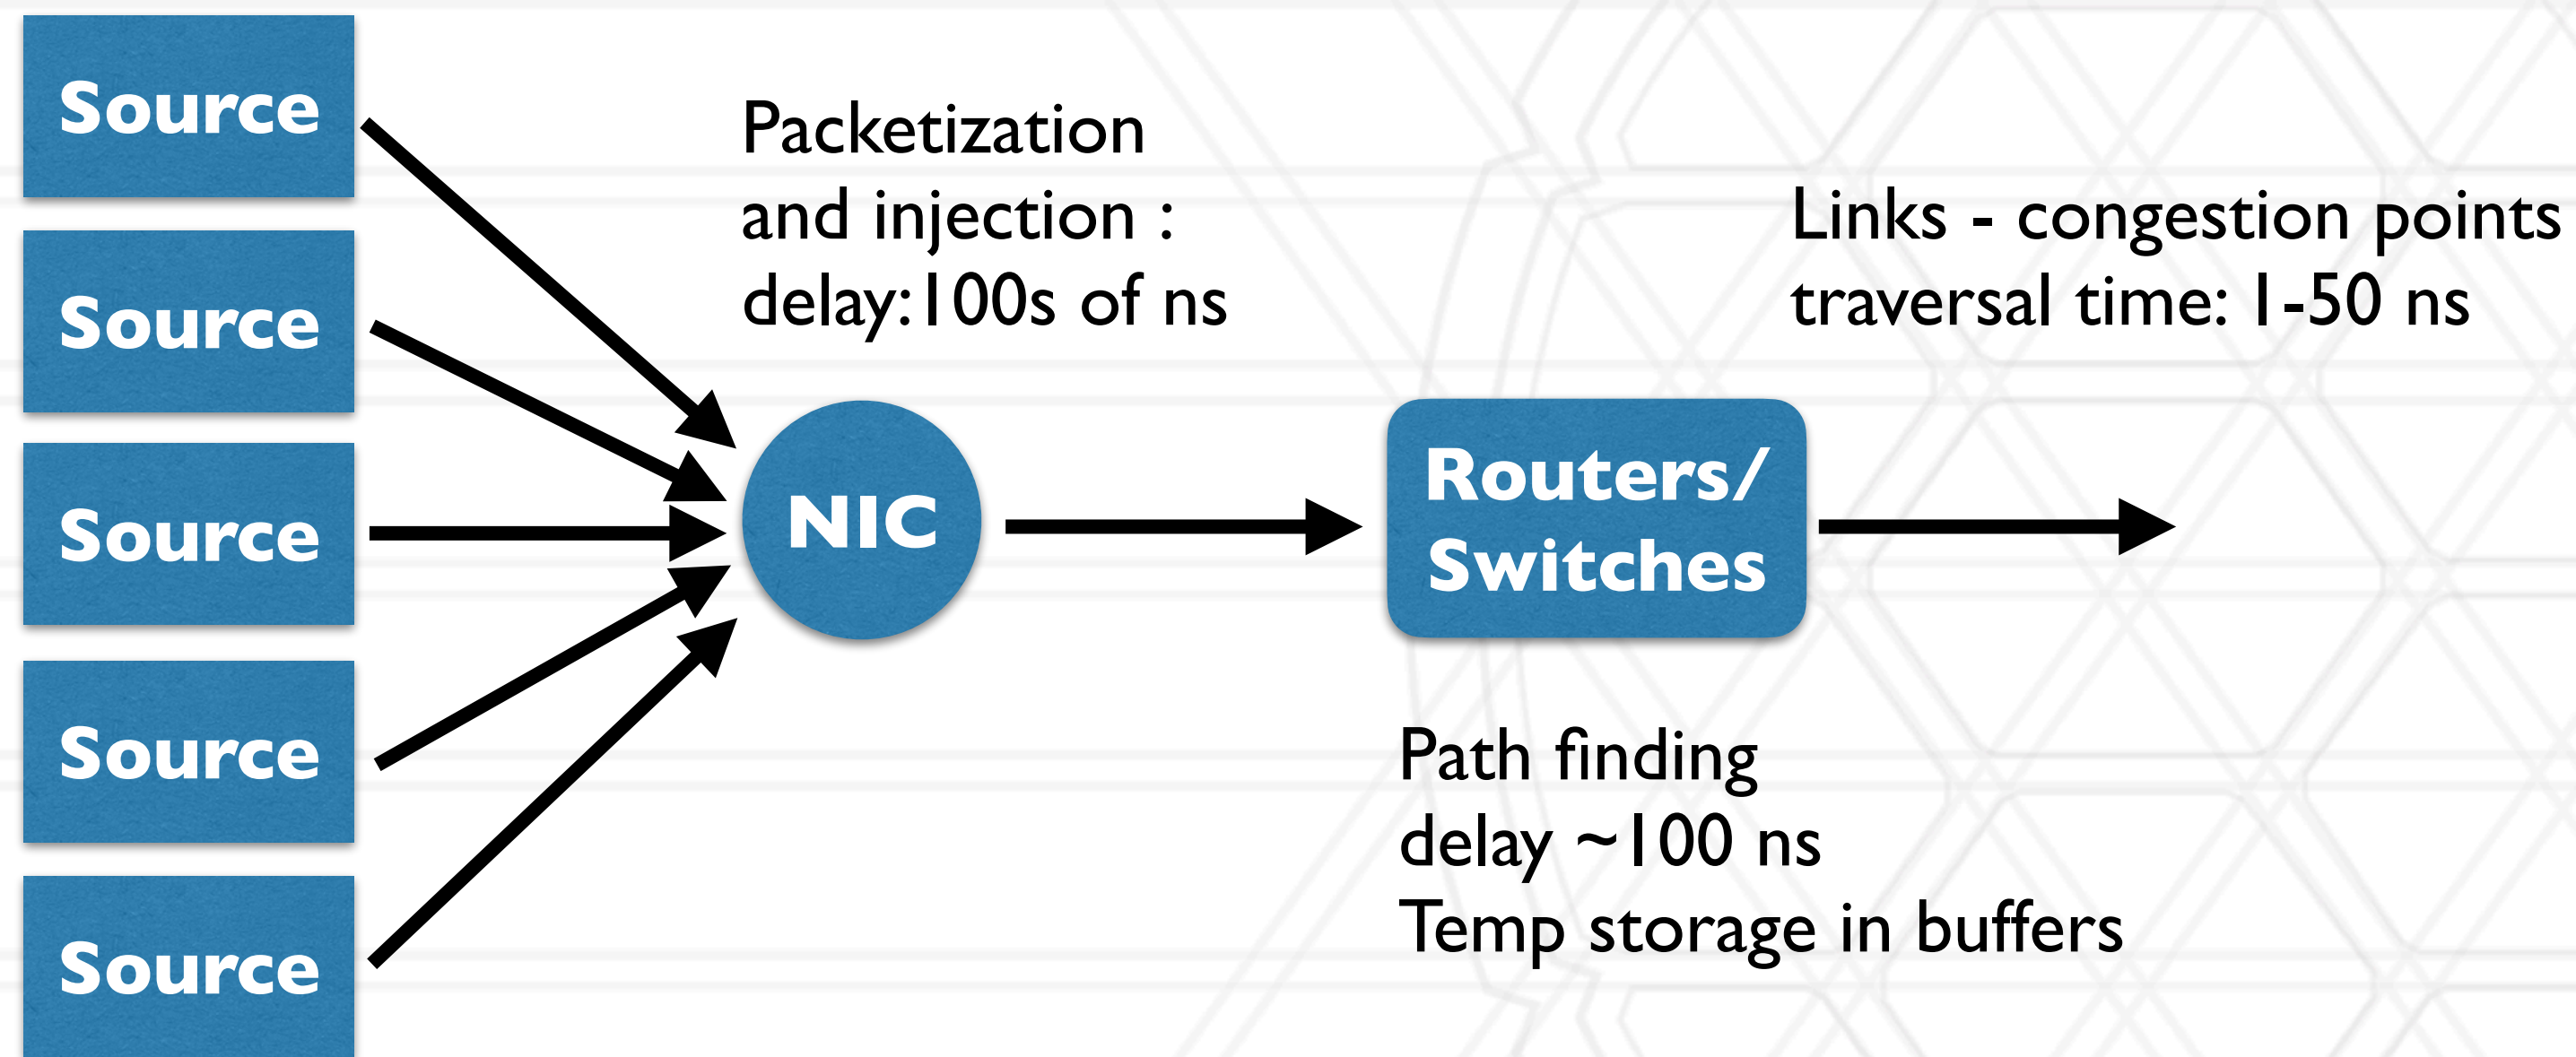 Source
Source
Source
Source
Source
Packetization
and injection :
delay:100s of ns
NIC
Routers/
Switches
Links - congestion points
traversal time: 1-50 ns
Path finding
delay ~100 ns
Temp storage in buffers